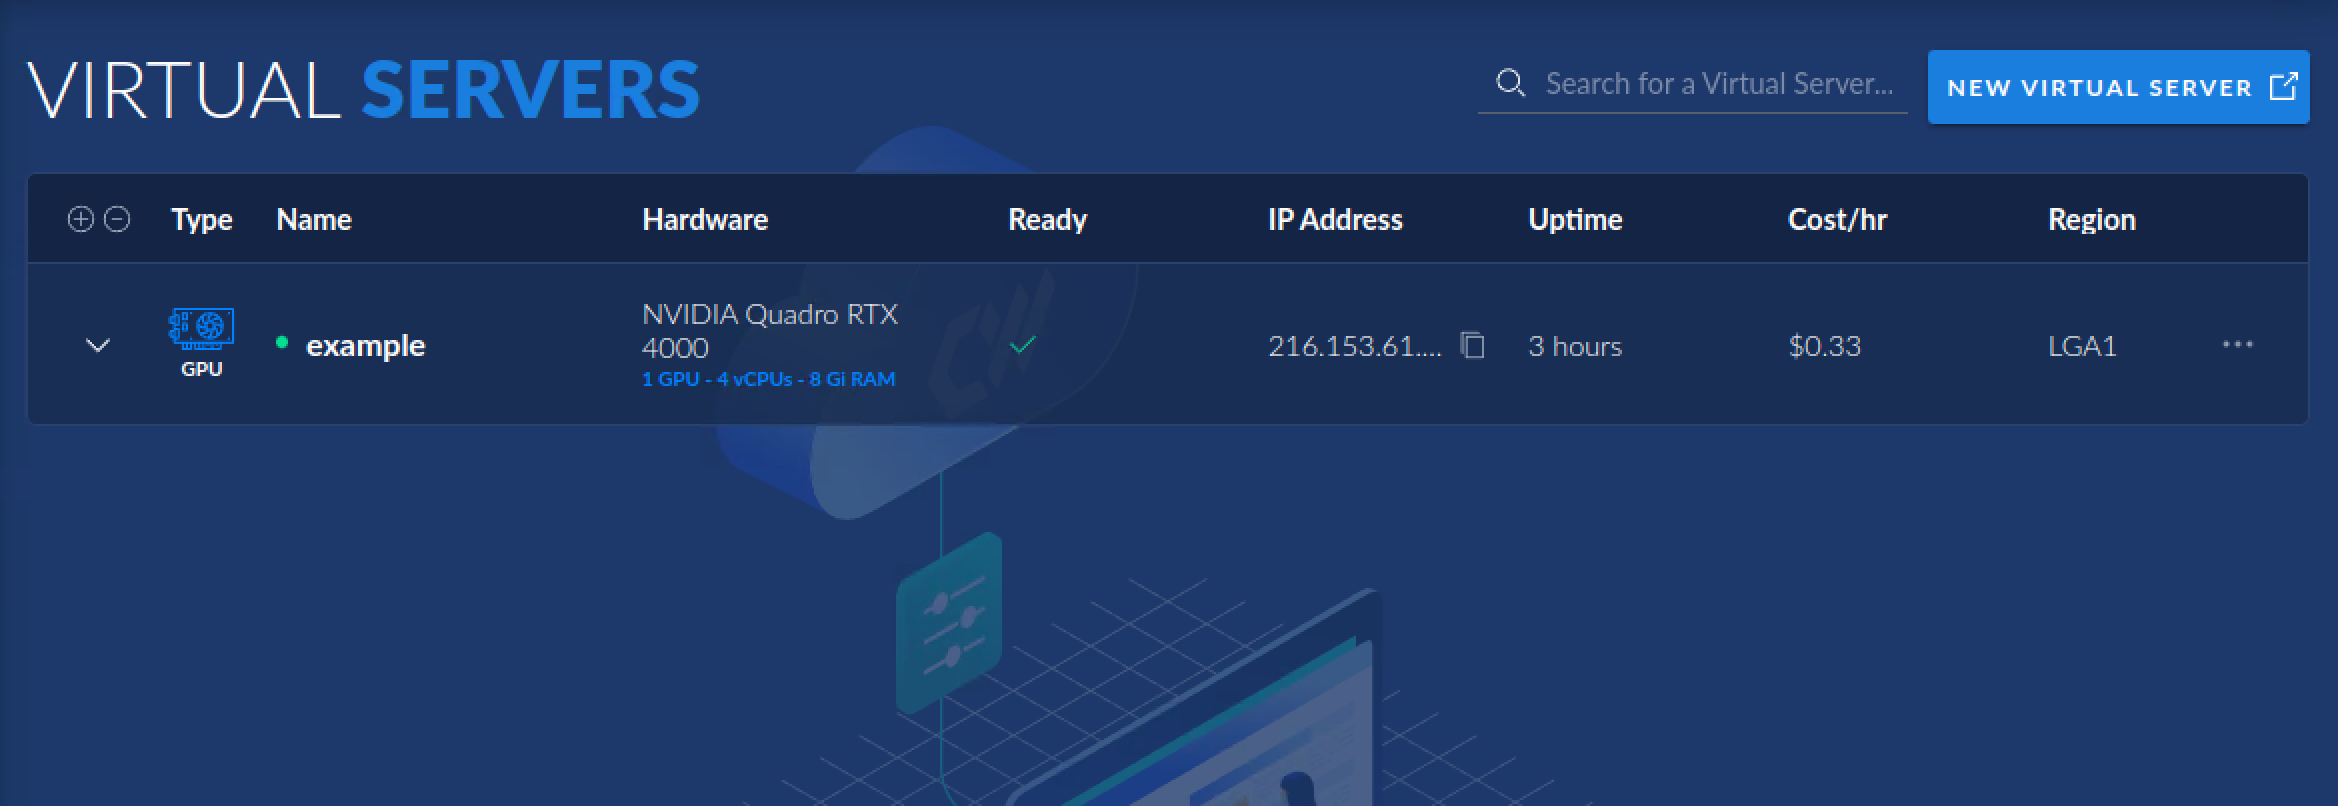 VIRTUAL SERVERS
Search for a Virtual Server...
NEW VIRTUAL SERVER
Type Name Hardware Ready IP Address Uptime Cost/hr Region
GPU
example
NVIDIA Quadro RTX
4000
1 GPU - 4 vCPUs - 8 Gi RAM
216.153.61....
3 hours
$0.33
LGA1